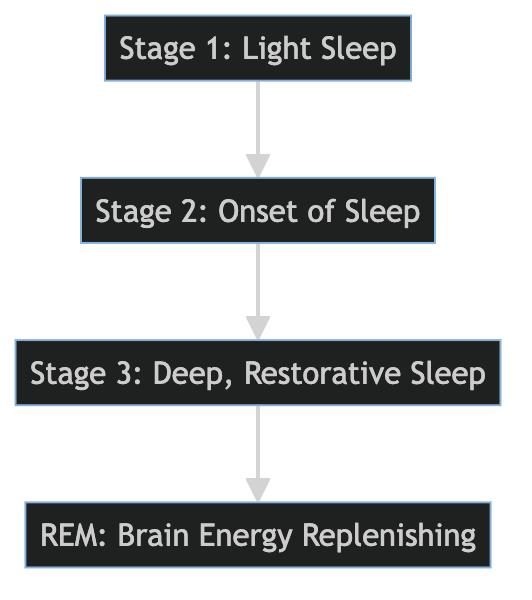 Stage 1: Light Sleep
Stage 2: Onset of Sleep
Stage 3: Deep, Restorative Sleep
REM: Brain Energy Replenishing